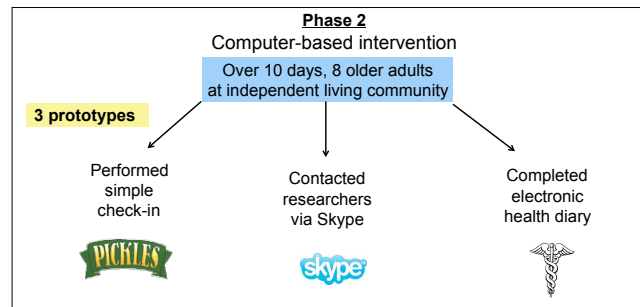 Phase 2
Computer-based intervention
Over 10 days, 8 older adults
at independent living community
3 prototypes
Performed
simple
check-in
Contacted
researchers
via Skype
Completed
electronic
health diary
PICKLES
skype